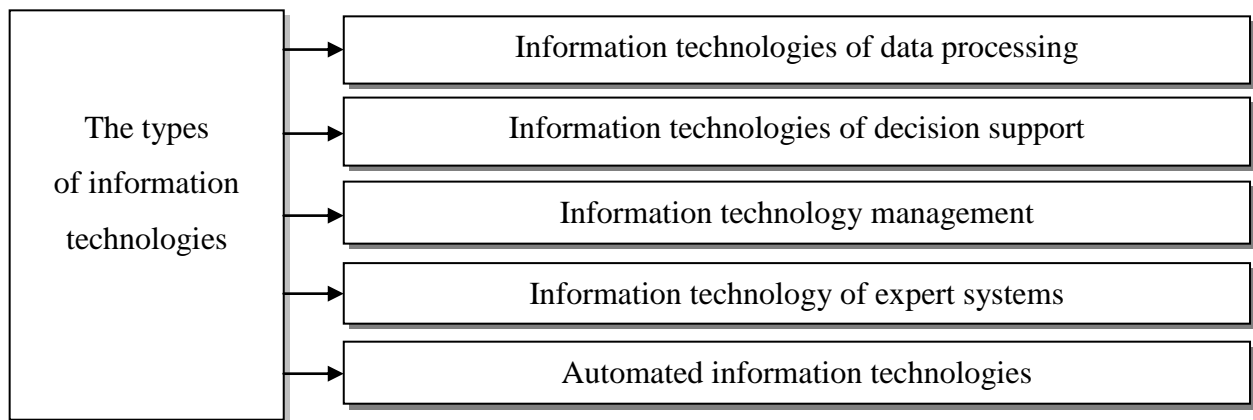 The types
of information
technologies
Information technologies of data processing
Information technologies of decision support
Information technology management
Information technology of expert systems
Automated information technologies